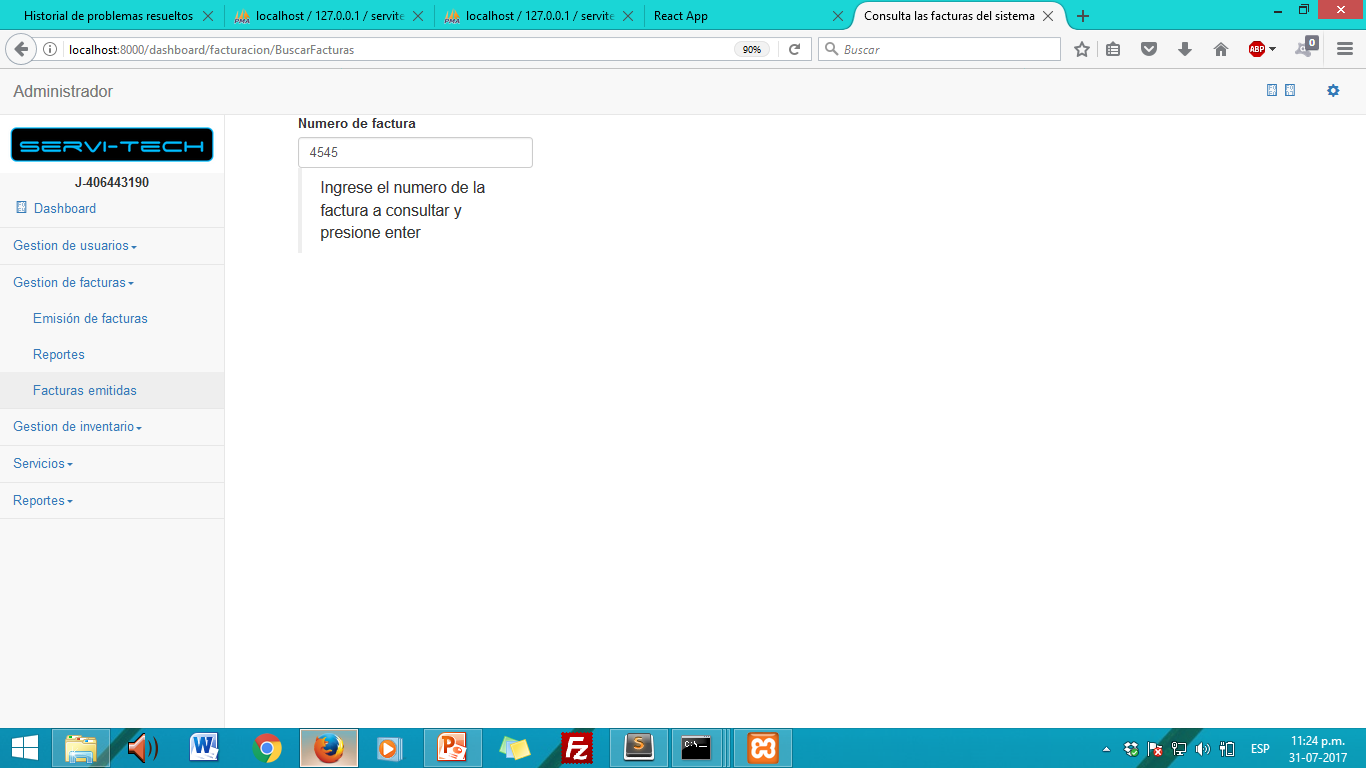 Historial de problemas resueltos
localhost / 127.0.0.1 / servite
localhost / 127.0.0.1 / servite
React App
Consulta las facturas del sistema
localhost:8000/dashboard/facturacion/BuscarFacturas
90%
Buscar
ABP
0
Administrador
SERVI-TECH
J-406443190
Dashboard
Gestion de usuarios
Gestion de facturas
Emisión de facturas
Reportes
Facturas emitidas
Gestion de inventario
Servicios
Reportes
Numero de factura
4545
Ingrese el numero de la
factura a consultar y
presione enter
ESP
11:24 p.m.
31-07-2017